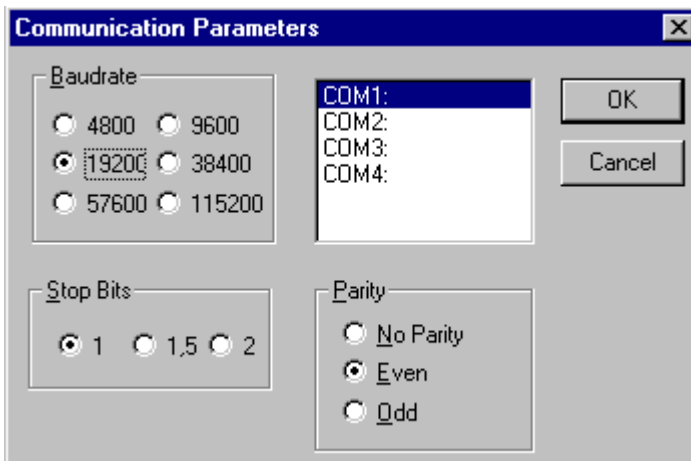 Communication Parameters
Baudrate
4800 9600
19200 38400
57600 115200
COM1:
COM2:
COM3:
COM4:
OK
Cancel
Stop Bits
1 1,5 2
Parity
No Parity
Even
Odd